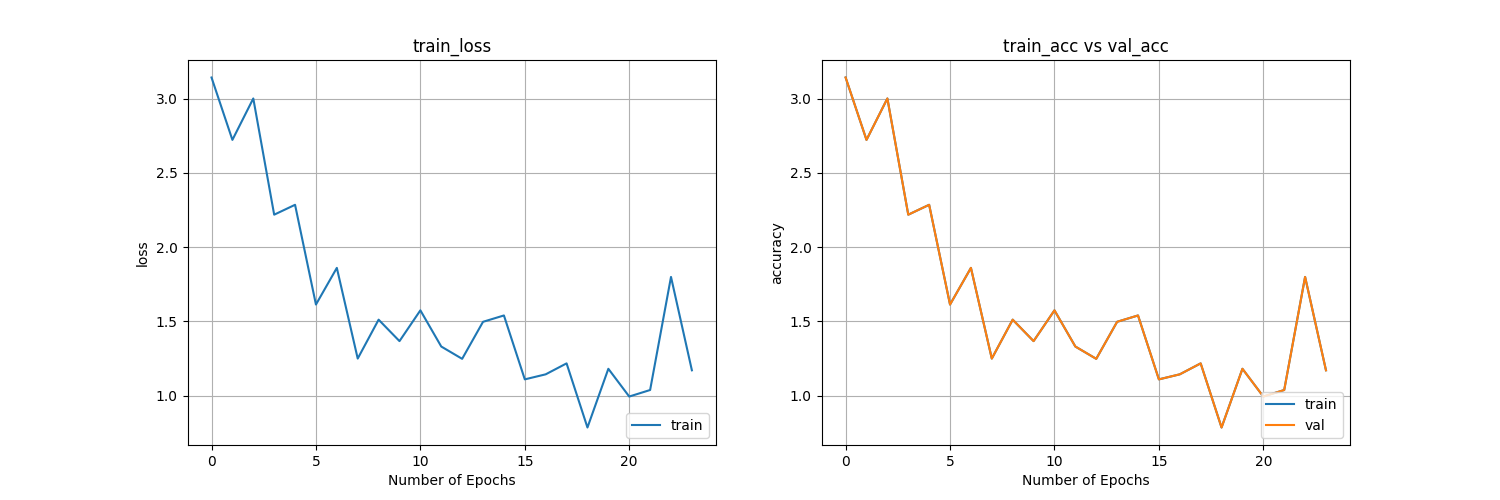 train_loss
loss
3.0
2.5
2.0
1.5
1.0
0 5 10 15 20
Number of Epochs
train
train_acc vs val_acc
accuracy
3.0
2.5
2.0
1.5
1.0
0 5 10 15 20
Number of Epochs
train
val